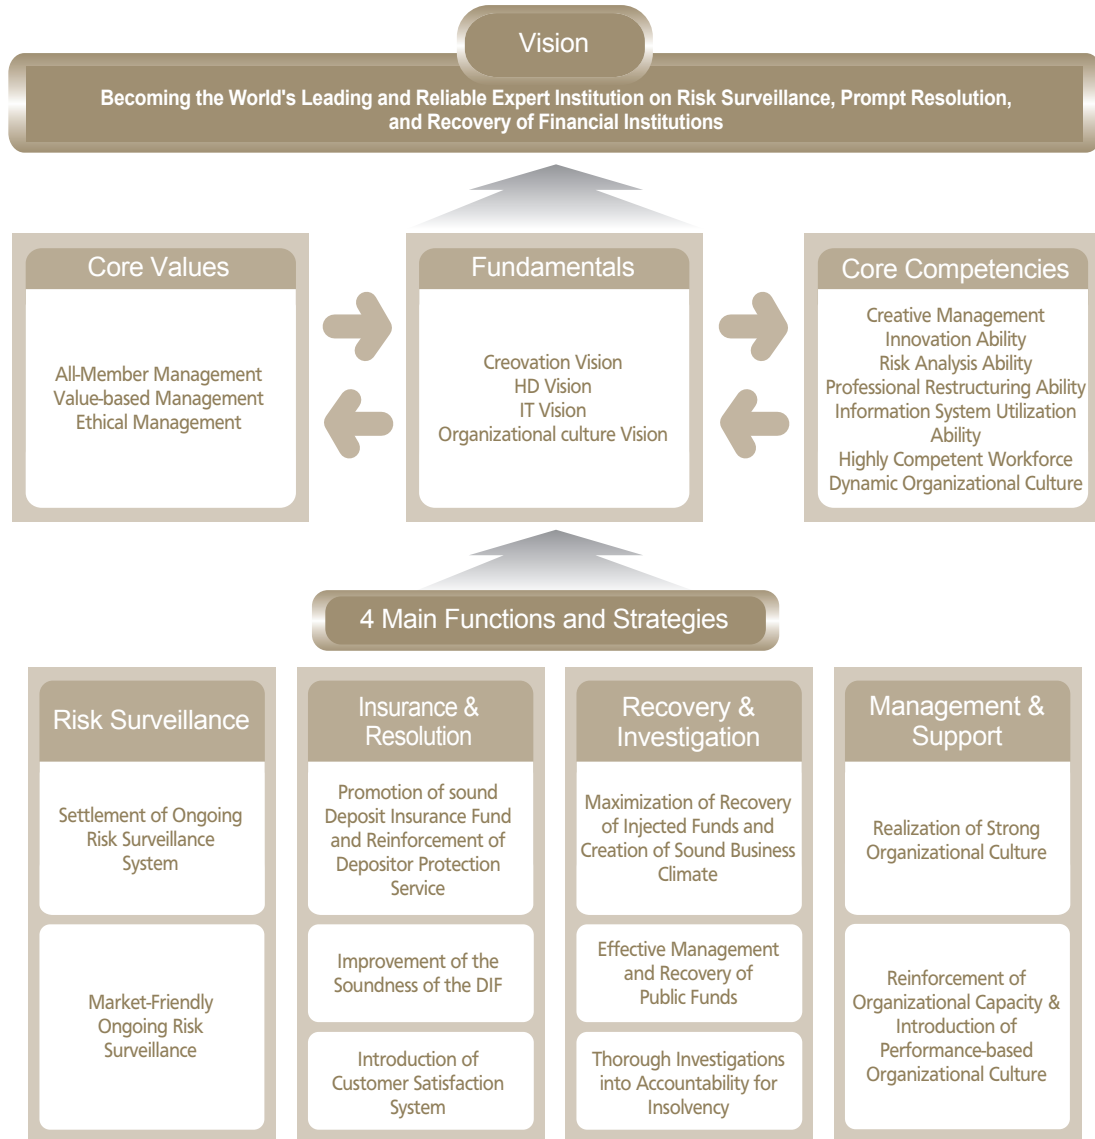 Vision
Becoming the World's Leading and Reliable Expert Institution on Risk Surveillance, Prompt Resolution,
and Recovery of Financial Institutions
Core Values
All-Member Management
Value-based Management
Ethical Management
Fundamentals
Creovation Vision
HD Vision
IT Vision
Organizational culture Vision
Core Competencies
Creative Management
Innovation Ability
Risk Analysis Ability
Professional Restructuring Ability
Information System Utilization
Ability
Highly Competent Workforce
Dynamic Organizational Culture
4 Main Functions and Strategies
Risk Surveillance
Settlement of Ongoing
Risk Surveillance
System
Market-Friendly
Ongoing Risk
Surveillance
Insurance &
Resolution
Promotion of sound
Deposit Insurance Fund
and Reinforcement of
Depositor Protection
Service
Improvement of the
Soundness of the DIF
Introduction of
Customer Satisfaction
System
Recovery &
Investigation
Maximization of Recovery
of Injected Funds and
Creation of Sound Business
Climate
Effective Management
and Recovery of
Public Funds
Thorough Investigations
into Accountability for
Insolvency
Management &
Support
Realization of Strong
Organizational Culture
Reinforcement of
Organizational Capacity &
Introduction of
Performance-based
Organizational Culture